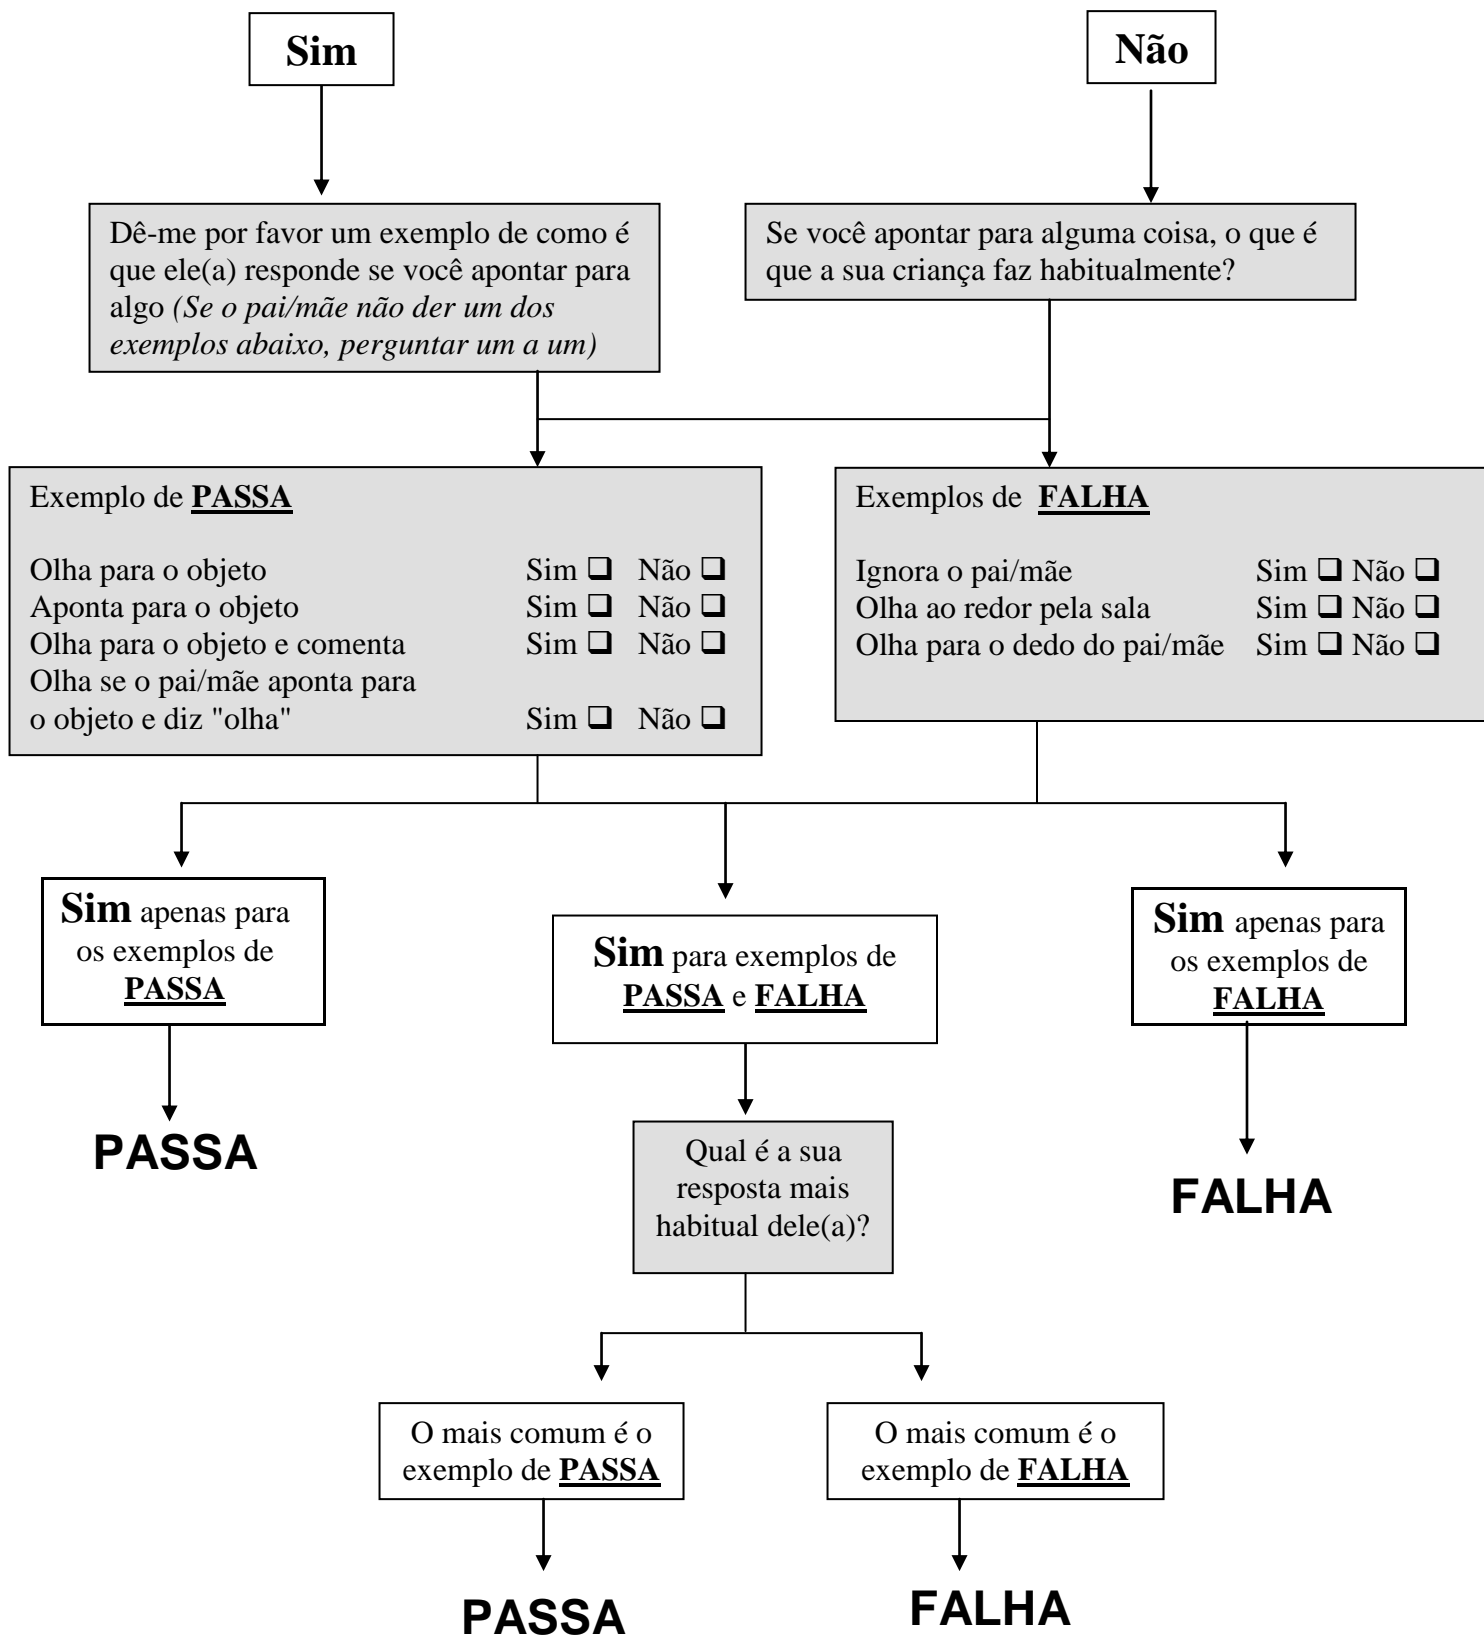 Sim
Não
Dê-me por favor um exemplo de como é
que ele(a) responde se você apontar para
algo (Se o pai/mãe não der um dos
exemplos abaixo, perguntar um a um)
Se você apontar para alguma coisa, o que é
que a sua criança faz habitualmente?
Exemplo de PASSA
Olha para o objeto Sim ❑ Não ❑
Aponta para o objeto Sim ❑ Não ❑
Olha para o objeto e comenta Sim ❑ Não ❑
Olha se o pai/mãe aponta para
o objeto e diz "olha" Sim ❑ Não ❑
Exemplos de FALHA
Ignora o pai/mãe Sim ❑ Não ❑
Olha ao redor pela sala Sim ❑ Não ❑
Olha para o dedo do pai/mãe Sim ❑ Não ❑
Sim apenas para
os exemplos de
PASSA
Sim para exemplos de
PASSA e FALHA
Sim apenas para
os exemplos de
FALHA
PASSA
Qual é a sua
resposta mais
habitual dele(a)?
FALHA
O mais comum é o
exemplo de PASSA
O mais comum é o
exemplo de FALHA
PASSA
FALHA